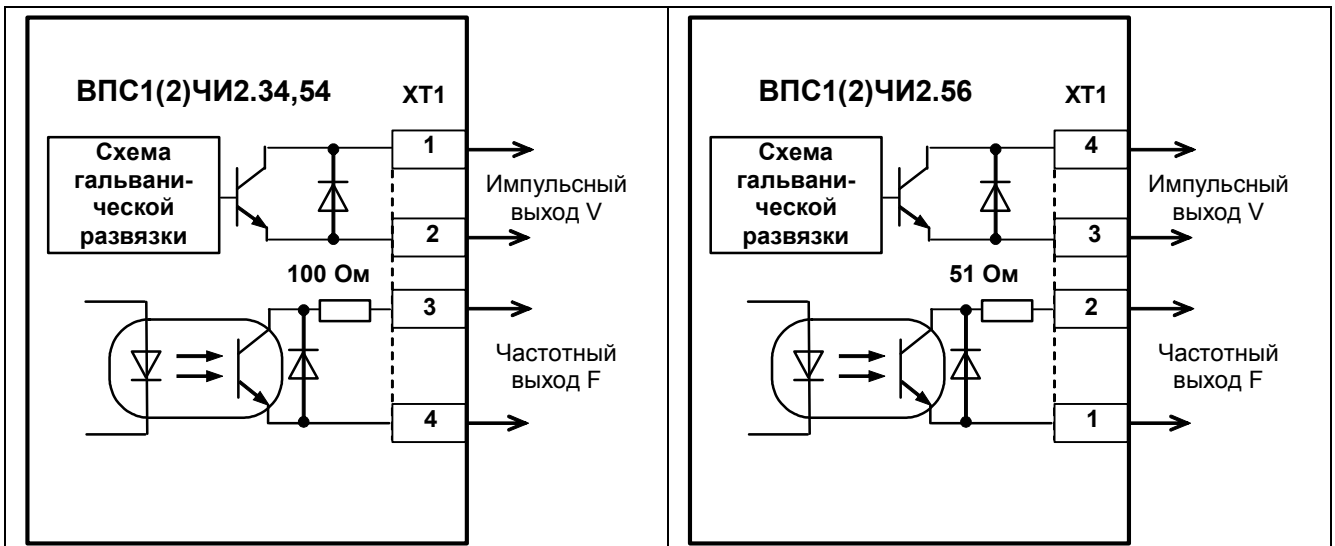 ВПС1(2)ЧИ2.34,54
XT1
Схема
гальвани-
ческой
развязки
1
Импульсный
выход V
2
100 Ом
3
Частотный
выход F
4
ВПС1(2)ЧИ2.56
XT1
Схема
гальвани-
ческой
развязки
4
Импульсный
выход V
3
51 Ом
2
Частотный
выход F
1